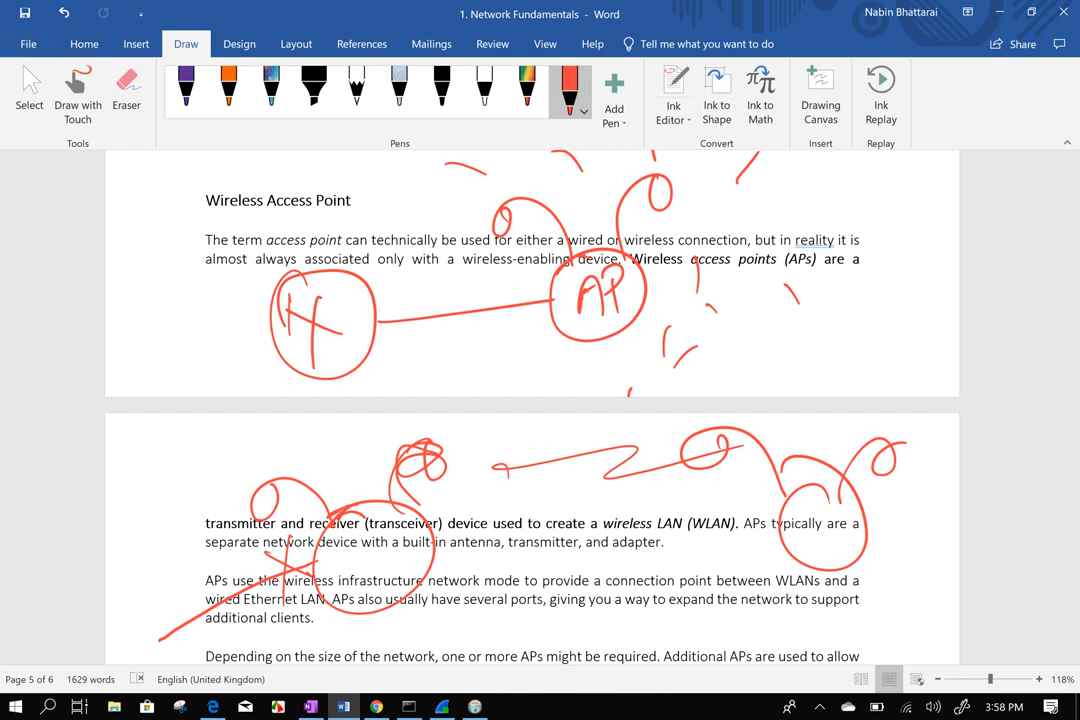 1. Network Fundamentals - Word
Nabin Bhattarai
File Home Insert Draw Design Layout References Mailings Review View Help Tell me what you want to do Share
Select
Draw with Touch
Eraser
Add Pen
Ink Editor
Ink to Shape
Ink to Math
Drawing Canvas
Ink Replay
Tools Pens Convert Insert Replay
Wireless Access Point
The term access point can technically be used for either a wired or wireless connection, but in reality it is
almost always associated only with a wireless-enabling device. Wireless access points (APs) are a
AP
transmitter and receiver (transceiver) device used to create a wireless LAN (WLAN). APs typically are a
separate network device with a built-in antenna, transmitter, and adapter.
APs use the wireless infrastructure network mode to provide a connection point between WLANs and a
wired Ethernet LAN. APs also usually have several ports, giving you a way to expand the network to support
additional clients.
Depending on the size of the network, one or more APs might be required. Additional APs are used to allow
Page 5 of 6 1629 words English (United Kingdom) 118%
3:58 PM